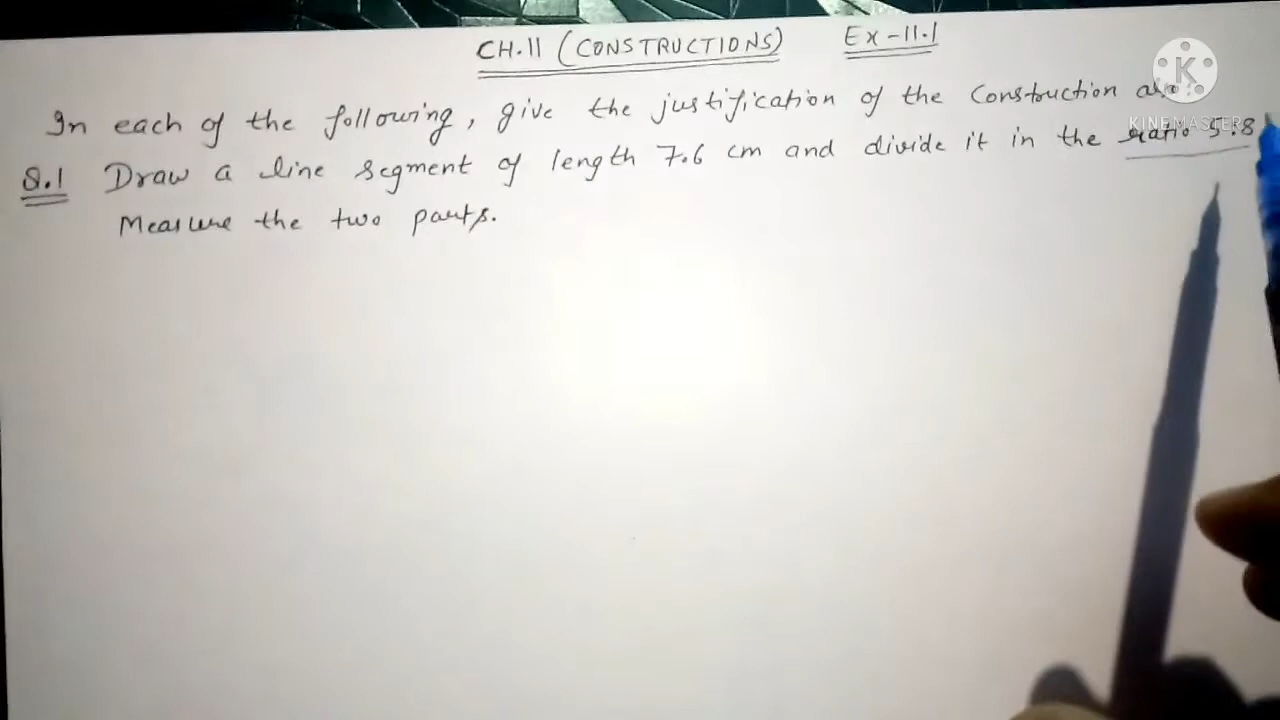 CH.11 (CONSTRUCTIONS) Ex-11.1
In each of the following, give the justification of the Construction also:
Q.1 Draw a line segment of length 7.6 cm and divide it in the ratio 5:8
Measure the two parts.
K
KINEMASTER